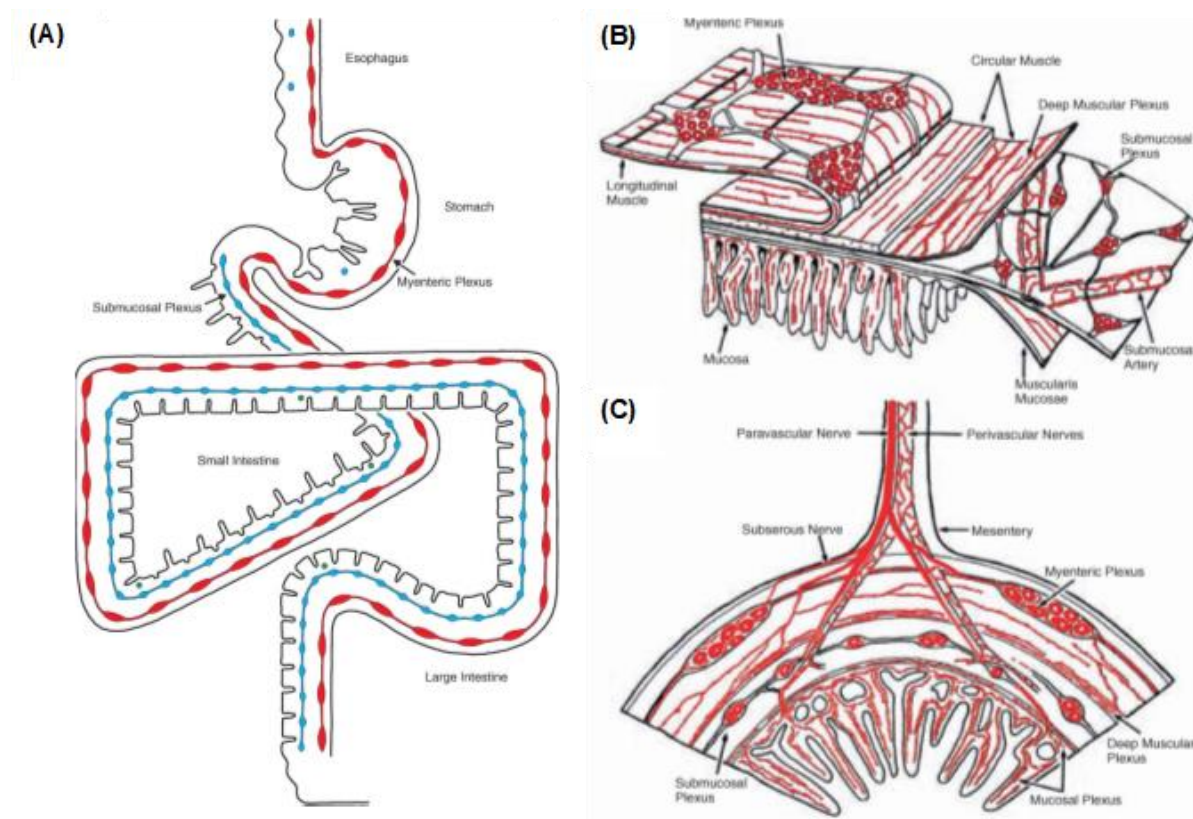 (A)
Esophagus
Stomach
Myenteric Plexus
Submucosal Plexus
Small Intestine
Large Intestine
(B)
Myenteric Plexus
Circular Muscle
Deep Muscular Plexus
Submucosal
Plexus
Longitudinal
Muscle
Mucosa
Submucosal
Artery
Muscularis
Mucosae
(C)
Paravascular Nerve
Perivascular Nerves
Subserous Nerve
Mesentery
Myenteric Plexus
Deep Muscular
Plexus
Submucosal
Plexus
Mucosal Plexus